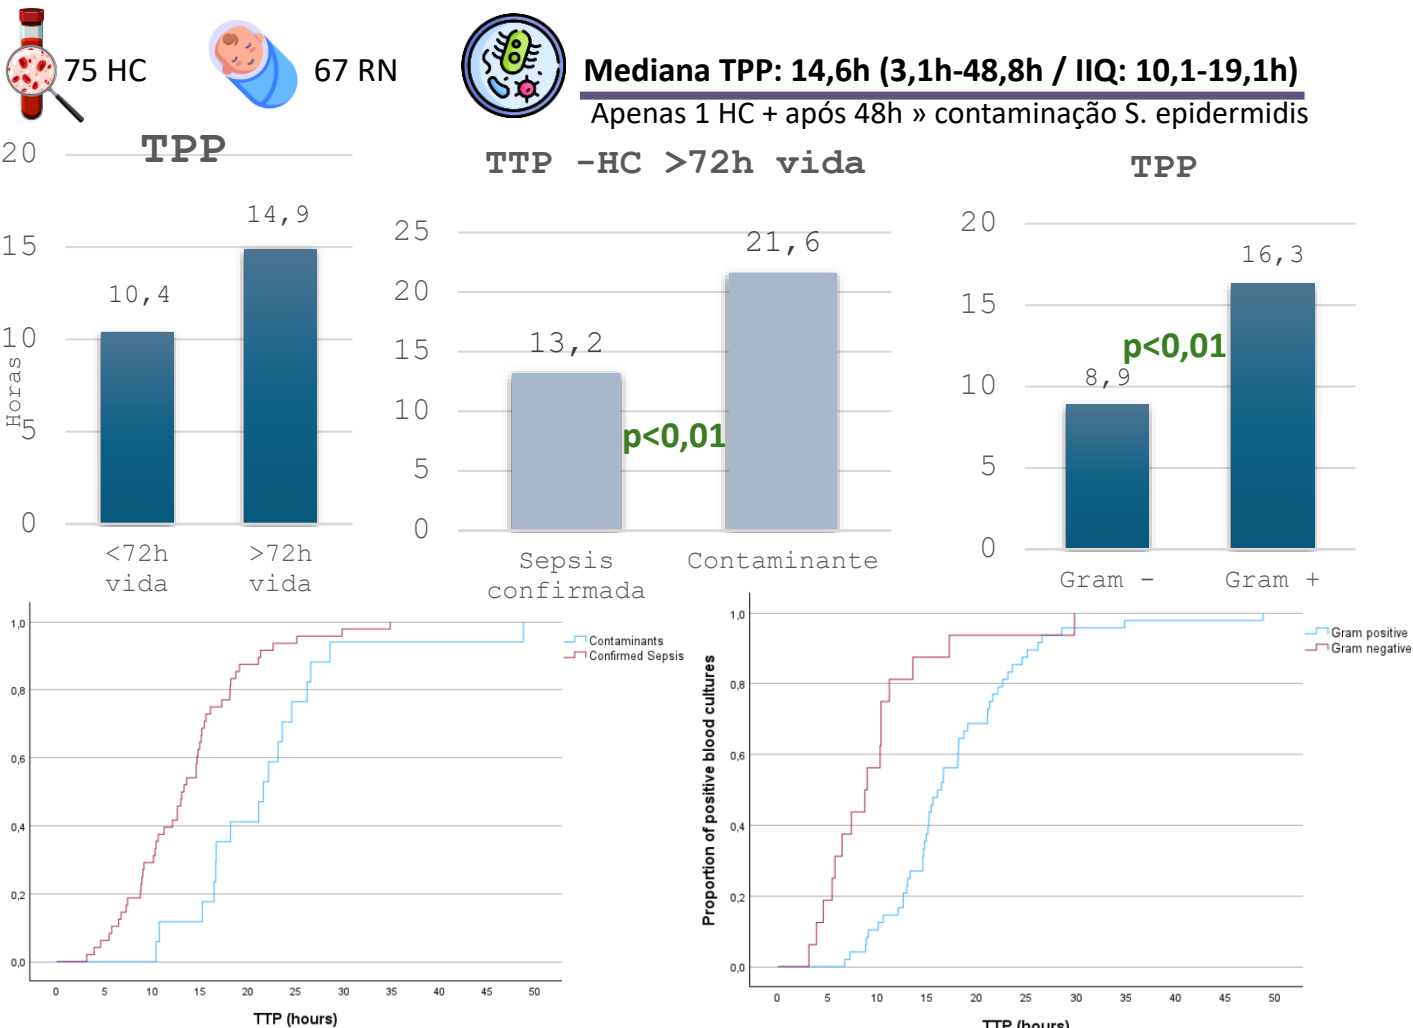 75 HC
67 RN
Mediana TPP: 14,6h (3,1h-48,8h / IIQ: 10,1-19,1h)
Apenas 1 HC + após 48h » contaminação S. epidermidis
TPP
20
15
10
5
0
Horas
10,4
14,9
<72h
vida
>72h
vida
TTP -HC >72h vida
25
20
15
10
5
0
13,2
21,6
p<0,01
Sepsis
confirmada
Contaminante
TPP
20
15
10
5
0
8,9
16,3
p<0,01
Gram -
Gram +
1,0
0,8
0,6
0,4
0,2
0,0
0 5 10 15 20 25 30 35 40 45 50
TTP (hours)
Contaminants
Confirmed Sepsis
Proportion of positive blood cultures
1,0
0,8
0,6
0,4
0,2
0,0
0 5 10 15 20 25 30 35 40 45 50
TTP (hours)
Gram positive
Gram negative